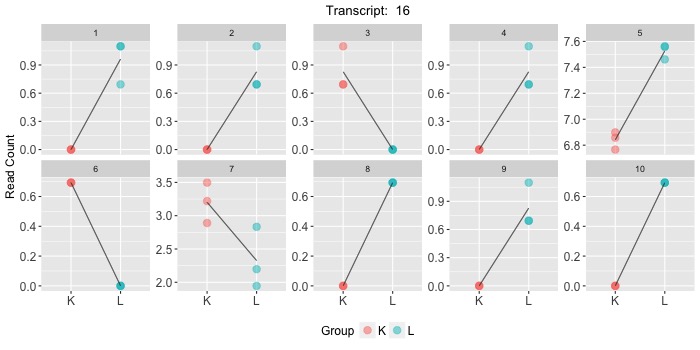 Transcript: 16
1 2 3 4 5
0.9 0.9 0.9 0.9 7.6
0.6 0.6 0.6 0.6 7.4
0.3 0.3 0.3 0.3 7.2
0.0 0.0 0.0 0.0 7.0
6.8
Read Count
6 7 8 9 10
0.6 3.5 0.6 0.9 0.6
0.4 3.0 0.4 0.6 0.4
0.2 2.5 0.2 0.3 0.2
0.0 2.0 0.0 0.0 0.0
K L K L K L K L K L
Group K L